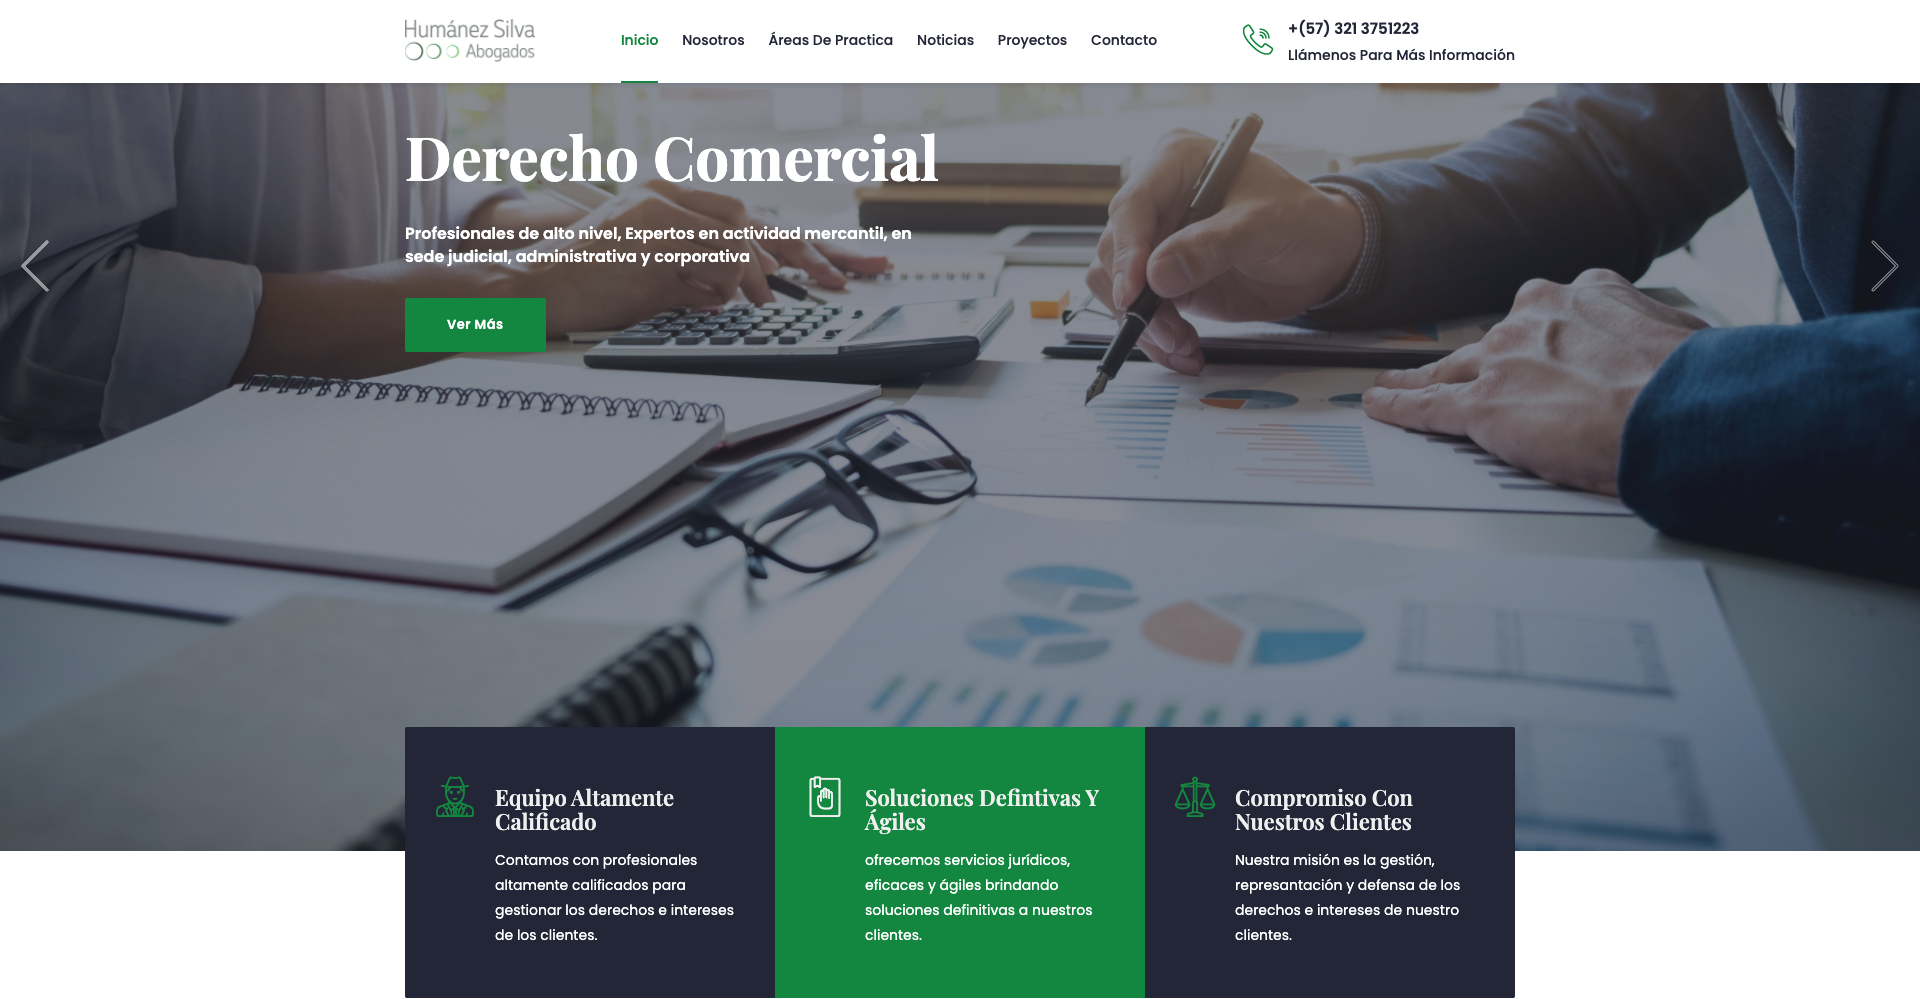 Humánez Silva
Abogados
Inicio Nosotros Áreas De Practica Noticias Proyectos Contacto
+(57) 321 3751223
Llámenos Para Más Información
Derecho Comercial
Profesionales de alto nivel, Expertos en actividad mercantil, en
sede judicial, administrativa y corporativa
Ver Más
Equipo Altamente
Calificado
Contamos con profesionales
altamente calificados para
gestionar los derechos e intereses
de los clientes.
Soluciones Defintivas Y
Ágiles
ofrecemos servicios jurídicos,
eficaces y ágiles brindando
soluciones definitivas a nuestros
clientes.
Compromiso Con
Nuestros Clientes
Nuestra misión es la gestión,
represantación y defensa de los
derechos e intereses de nuestro
clientes.